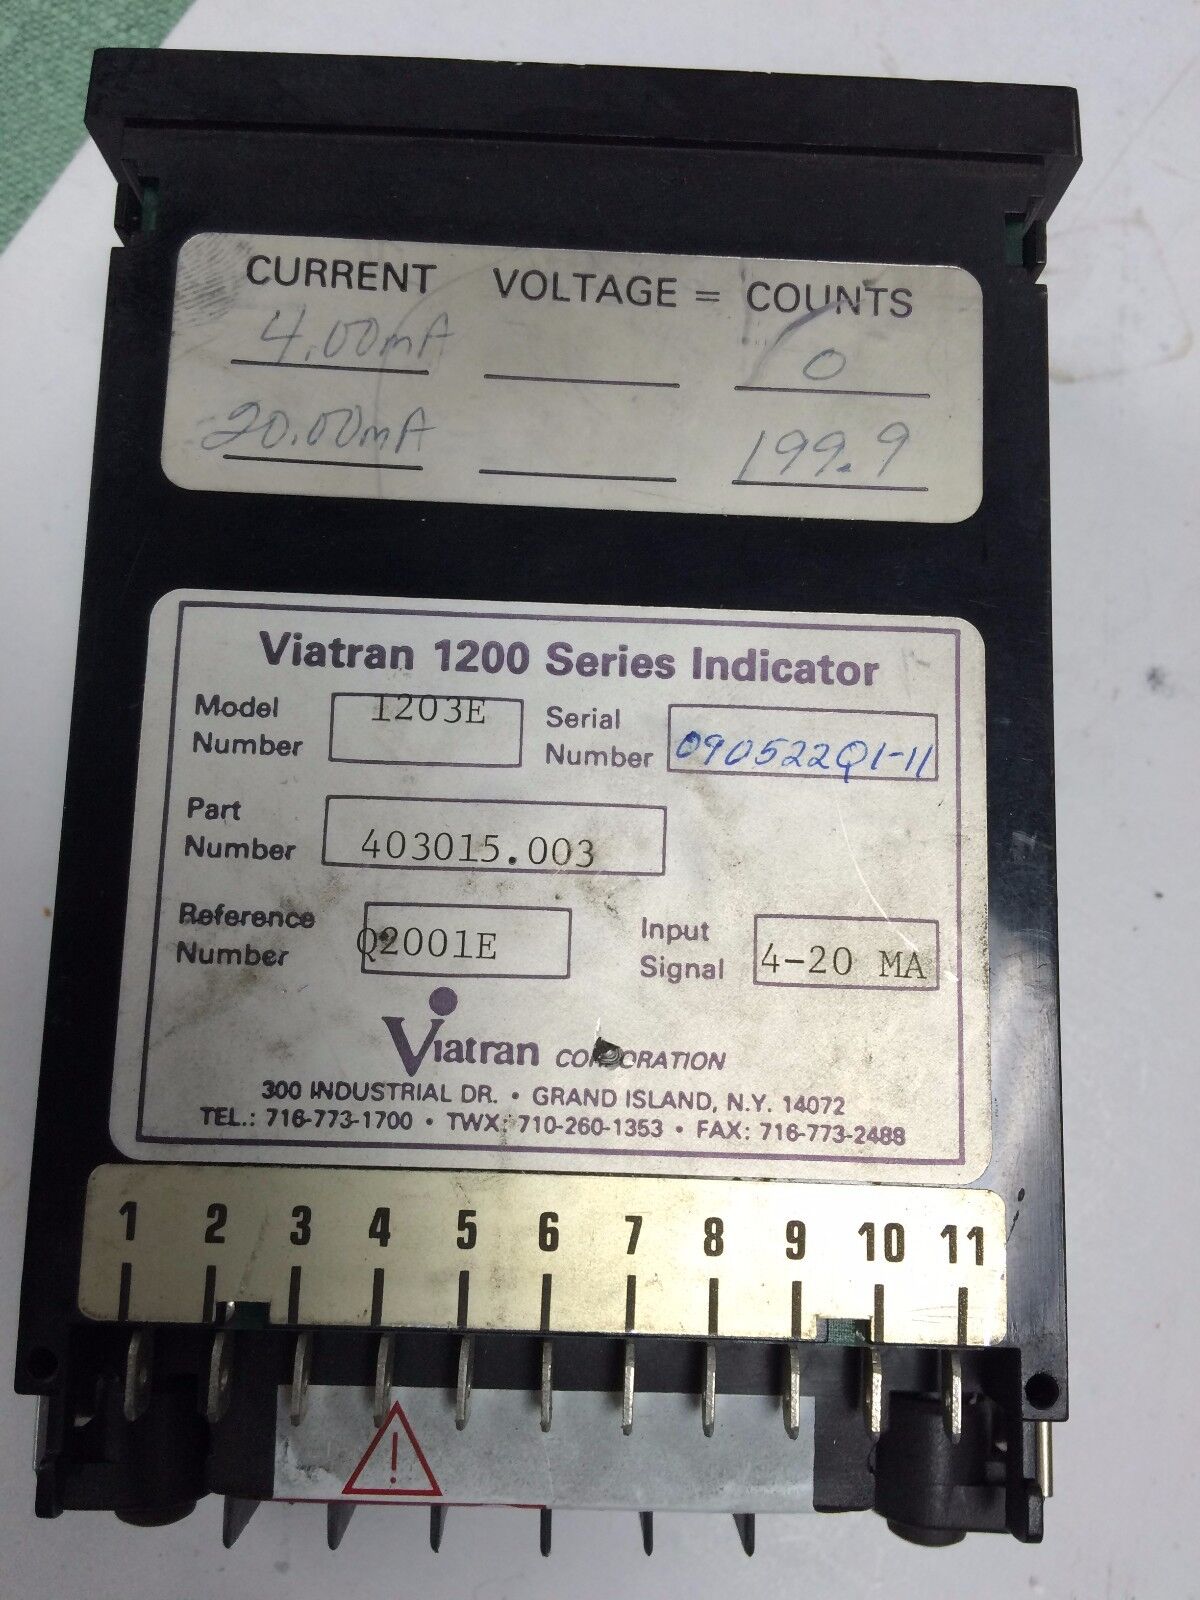 CURRENT VOLTAGE = COUNTS
4.00mA 0
20.00mA 199.9
Viatran 1200 Series Indicator
Model Number 1203E Serial Number 090522Q1-11
Part Number 403015.003
Reference Number Q2001E Input Signal 4-20 MA
Viatran CORPORATION
300 INDUSTRIAL DR. • GRAND ISLAND, N.Y. 14072
TEL.: 716-773-1700 • TWX: 710-260-1353 • FAX: 716-773-2488
1 2 3 4 5 6 7 8 9 10 11
!